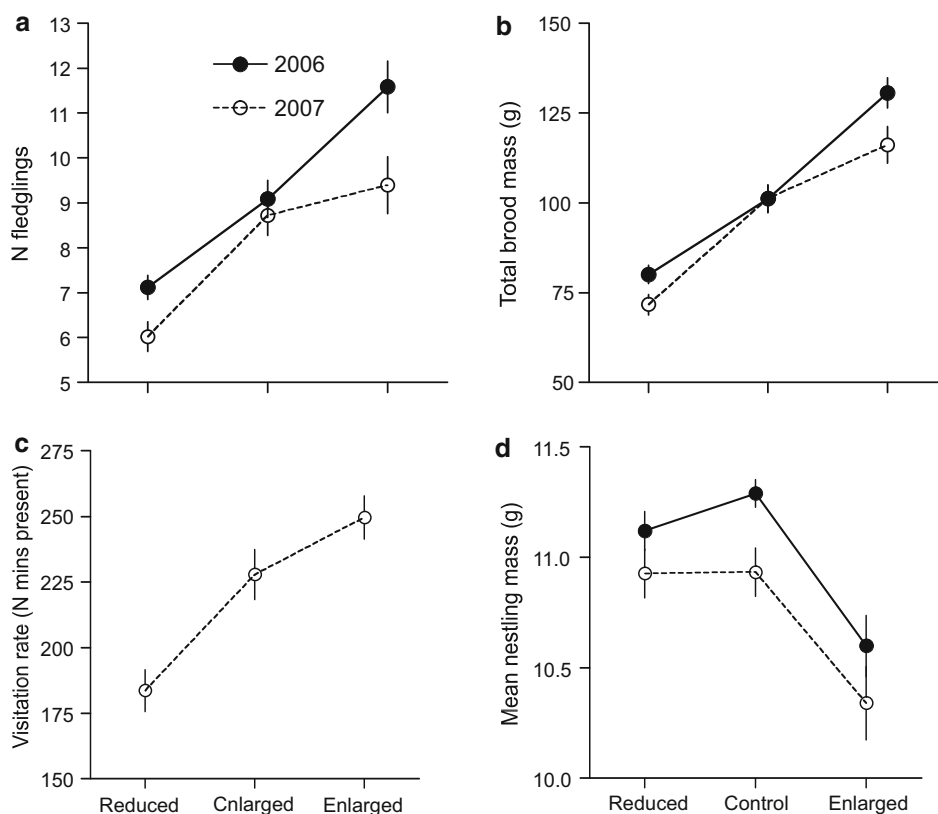 a
N fledglings
13
12
11
10
9
8
7
6
5
2006
2007
b
Total brood mass (g)
150
125
100
75
50
c
Visitation rate (N mins present)
275
250
225
200
175
150
Reduced Cnlarged Enlarged
d
Mean nestling mass (g)
11.5
11.0
10.5
10.0
Reduced Control Enlarged